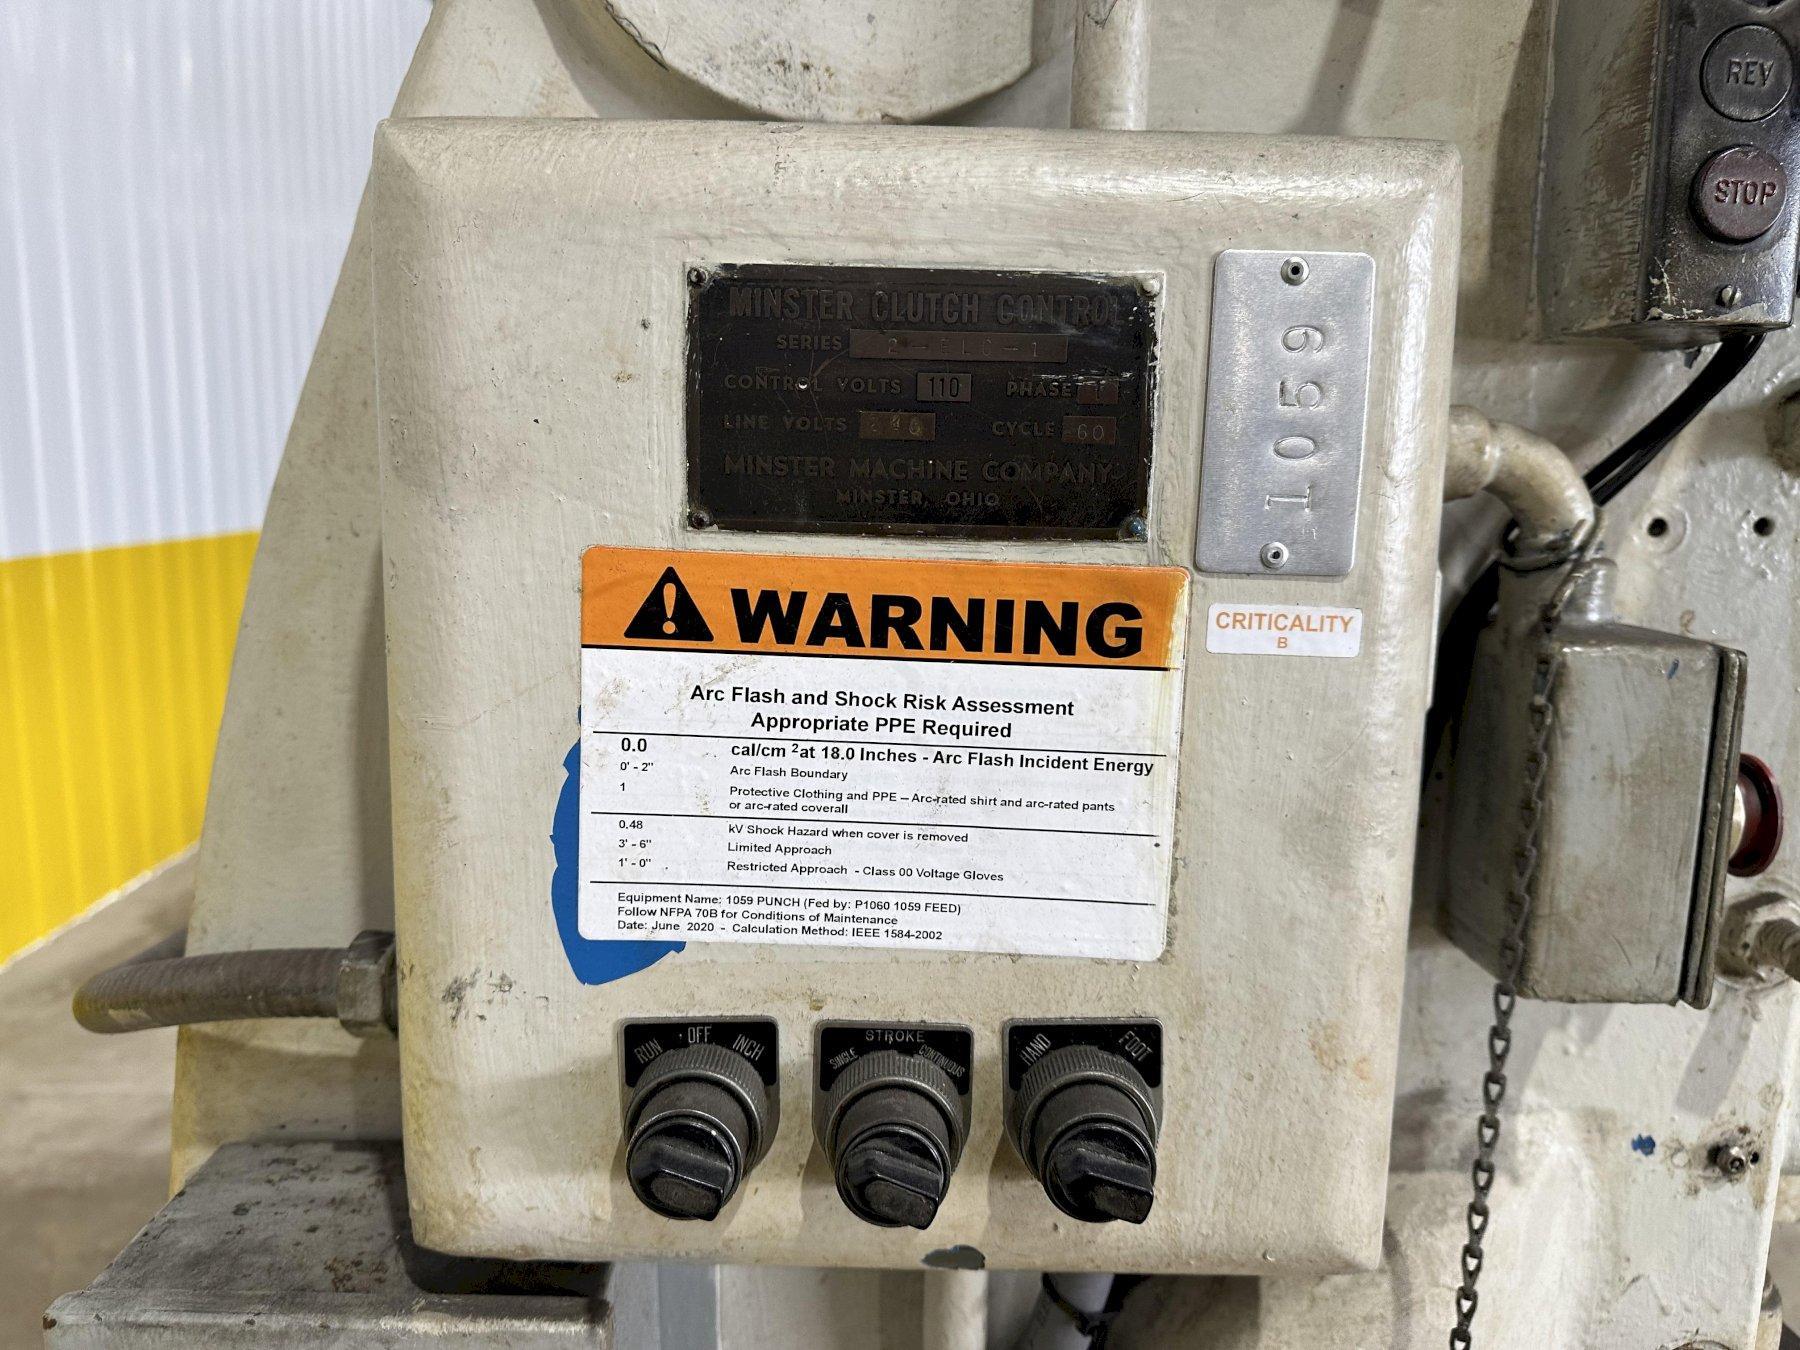 REV
STOP
MINSTER CLUTCH CONTROL
SERIES 2-ELC-1
CONTROL VOLTS 110 PHASE 1
LINE VOLTS CYCLE 60
MINSTER MACHINE COMPANY
MINSTER, OHIO
1059
CRITICALITY
B
WARNING
Arc Flash and Shock Risk Assessment
Appropriate PPE Required
0.0 cal/cm 2 at 18.0 Inches - Arc Flash Incident Energy
0' - 2" Arc Flash Boundary
1 Protective Clothing and PPE – Arc-rated shirt and arc-rated pants
or arc-rated coverall
0.48 kV Shock Hazard when cover is removed
3' - 6" Limited Approach
1' - 0" Restricted Approach - Class 00 Voltage Gloves
Equipment Name: 1059 PUNCH (Fed by: P1060 1059 FEED)
Follow NFPA 70B for Conditions of Maintenance
Date: June 2020 - Calculation Method: IEEE 1584-2002
RUN OFF INCH
STROKE
SINGLE CONTINUOUS
HAND FOOT